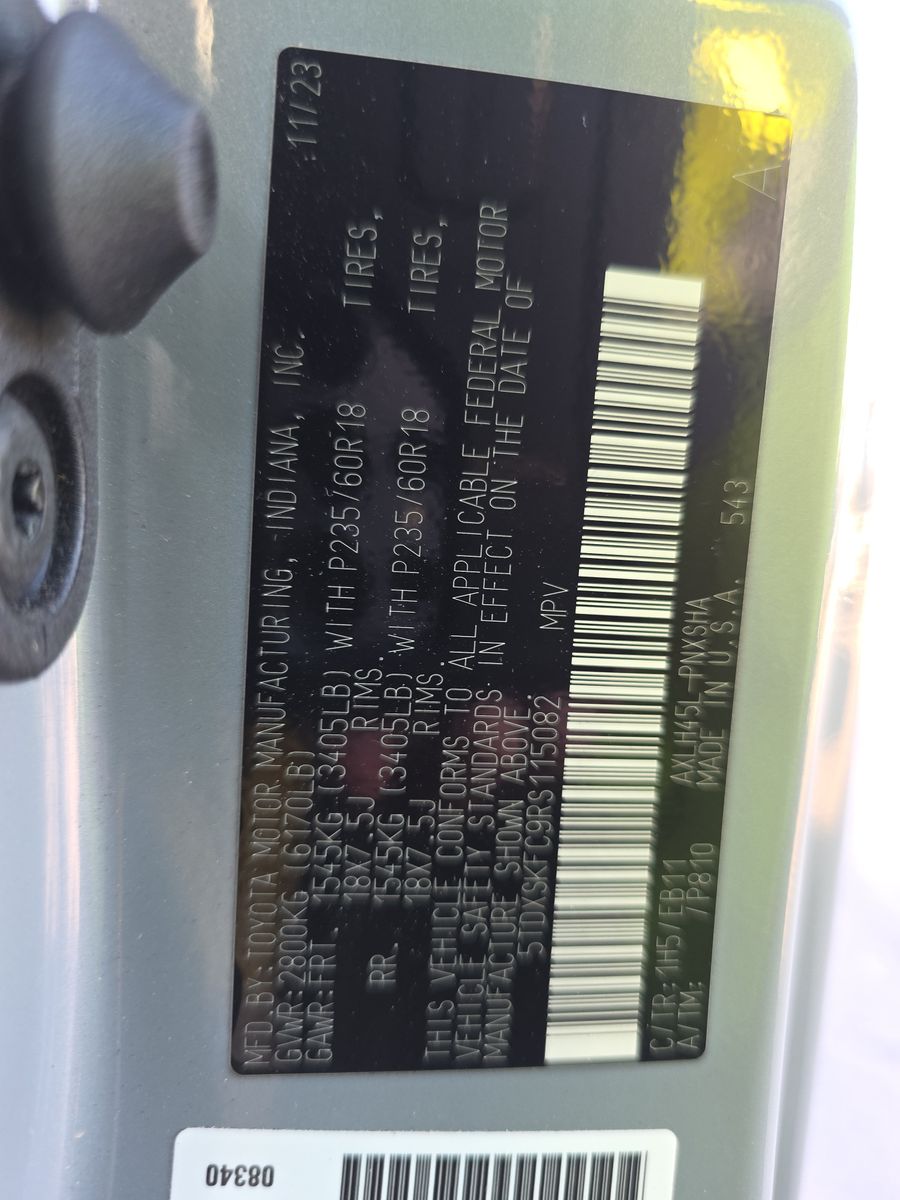 MFD.BY:TOYOTA MOTOR MANUFACTURING, INDIANA, INC. 11/23
GVWR:2800KG (6170LB)
GAWR:FRT. 1545KG (3405LB) WITH P235/60R18 TIRES,
18X7.5J RIMS.
RR. 1545KG (3405LB) WITH P235/60R18 TIRES,
18X7.5J RIMS.
THIS VEHICLE CONFORMS TO ALL APPLICABLE FEDERAL MOTOR
VEHICLE SAFETY STANDARDS IN EFFECT ON THE DATE OF
MANUFACTURE SHOWN ABOVE.
5TDXSKFC9RS115082 MPV
C/TR:1H5/EB11 AXLH45L-PNXSHA
A/TM: /P810 MADE IN U.S.A. 543 A
08340